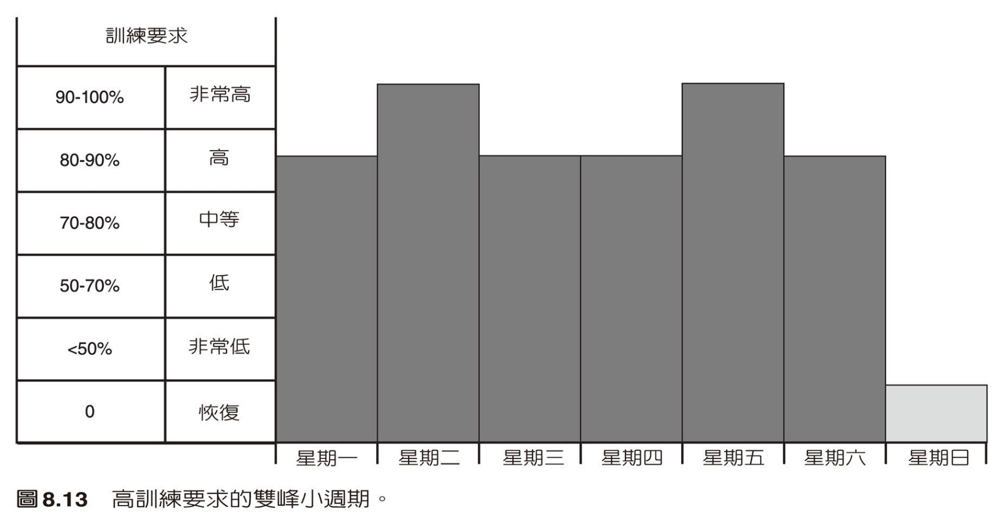 訓練要求
90-100% 非常高
80-90% 高
70-80% 中等
50-70% 低
<50% 非常低
0 恢復
星期一 星期二 星期三 星期四 星期五 星期六 星期日
圖8.13 高訓練要求的雙峰小週期。